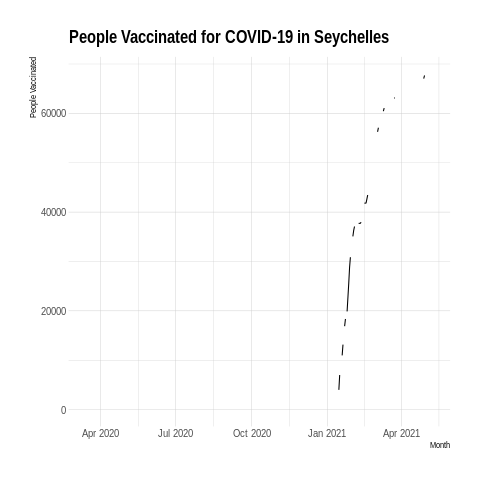 People Vaccinated for COVID-19 in Seychelles
People Vaccinated
60000
40000
20000
0
Apr 2020
Jul 2020
Oct 2020
Jan 2021
Apr 2021
Month